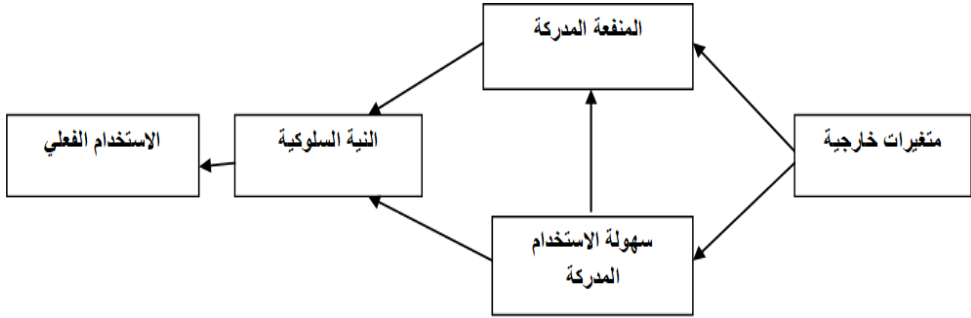 المنفعة المدركة
متغيرات خارجية
النية السلوكية
الاستخدام الفعلي
سهولة الاستخدام
المدركة